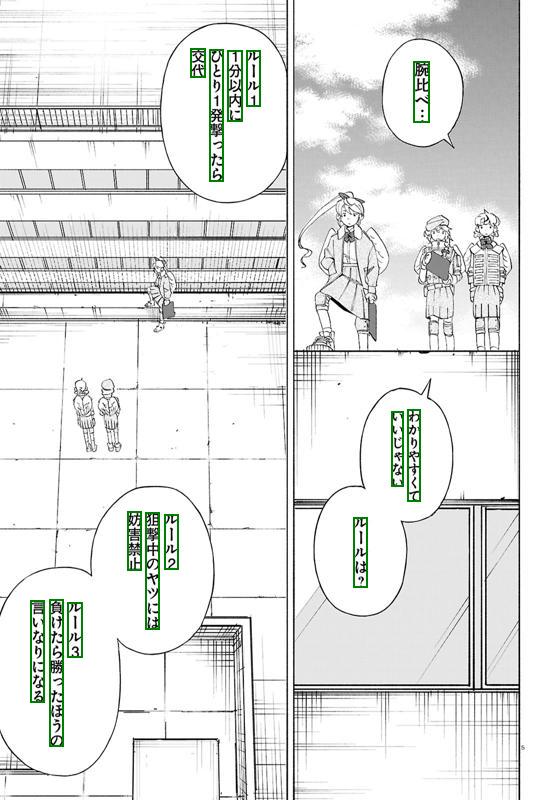 腕比べ…
わかりやすくて
いいじゃない
ルールは?
ルール1
1分以内に
ひとり1発撃ったら
交代
ルール2
狙撃中のヤツには
妨害禁止
ルール3
負けたら勝ったほうの
言いなりになる
5